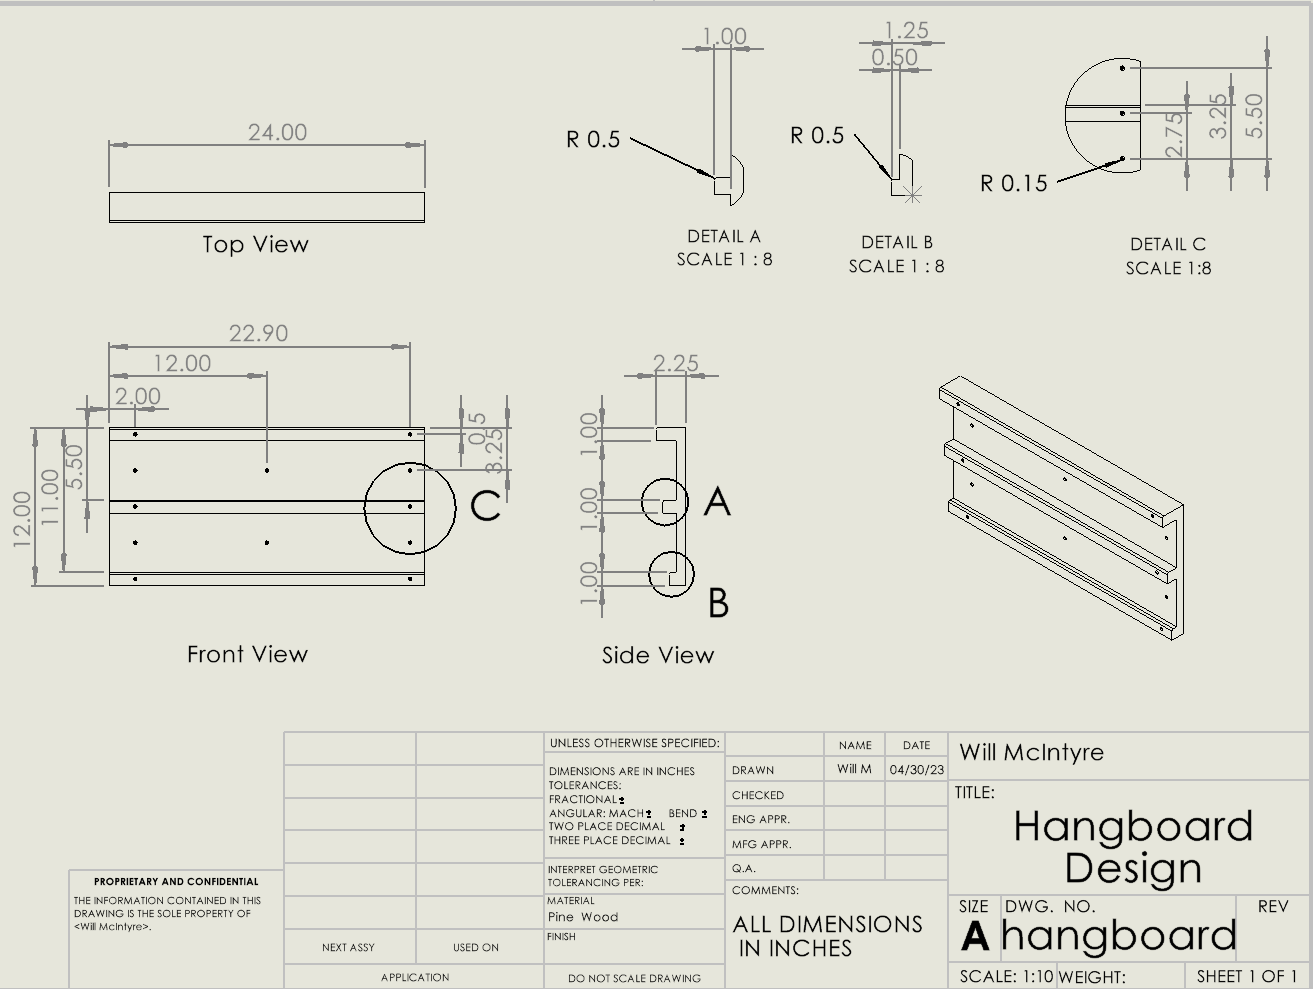 1.00
1.25
0.50
R 0.5
R 0.5
2.75
3.25
5.50
R 0.15
24.00
Top View
DETAIL A
SCALE 1 : 8
DETAIL B
SCALE 1 : 8
DETAIL C
SCALE 1:8
22.90
12.00
2.00
0.5
3.25
5.50
11.00
12.00
C
2.25
1.00
1.00
1.00
1.00
1.00
A
B
Front View
Side View
UNLESS OTHERWISE SPECIFIED:
DIMENSIONS ARE IN INCHES
TOLERANCES:
FRACTIONAL±
ANGULAR: MACH± BEND ±
TWO PLACE DECIMAL ±
THREE PLACE DECIMAL ±
INTERPRET GEOMETRIC
TOLERANCING PER:
MATERIAL
Pine Wood
FINISH
DO NOT SCALE DRAWING
NAME DATE
DRAWN Will M 04/30/23
CHECKED
ENG APPR.
MFG APPR.
Q.A.
COMMENTS:
ALL DIMENSIONS
IN INCHES
Will McIntyre
TITLE:
Hangboard
Design
SIZE DWG. NO. REV
A hangboard
SCALE: 1:10 WEIGHT: SHEET 1 OF 1
PROPRIETARY AND CONFIDENTIAL
THE INFORMATION CONTAINED IN THIS
DRAWING IS THE SOLE PROPERTY OF
<Will McIntyre>.
NEXT ASSY USED ON
APPLICATION